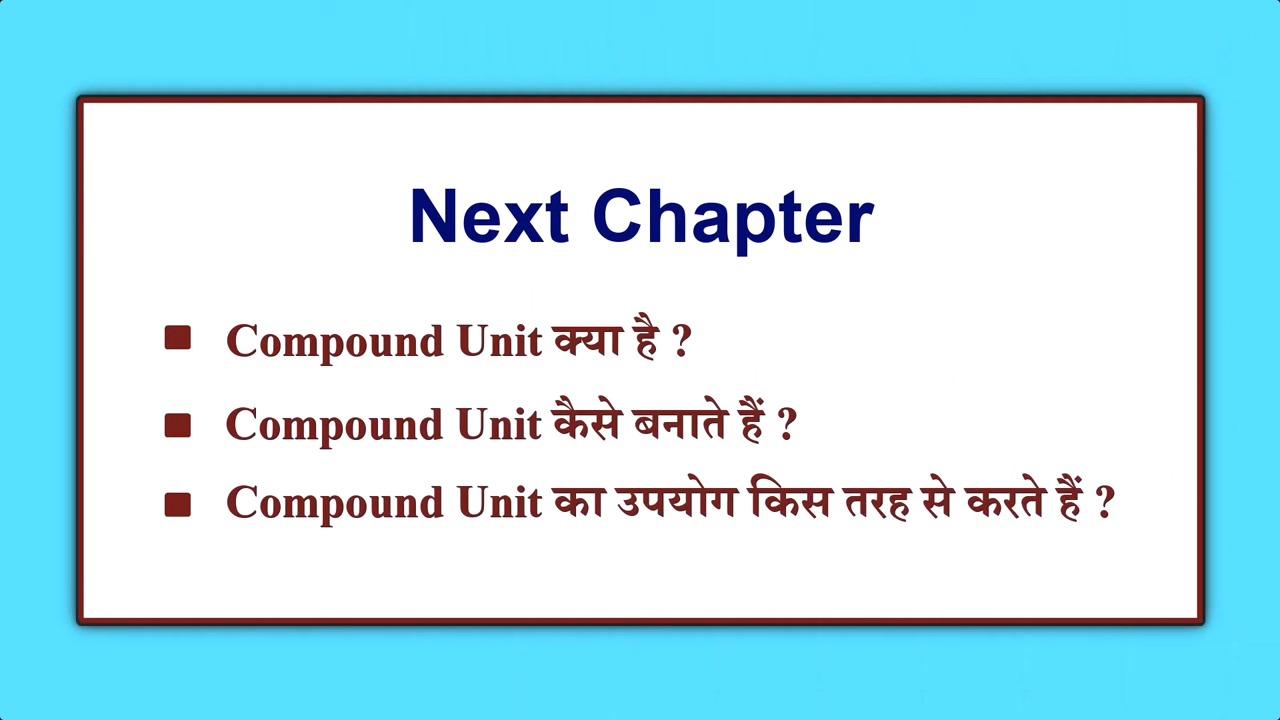 Next Chapter
Compound Unit क्या है ?
Compound Unit कैसे बनाते हैं ?
Compound Unit का उपयोग किस तरह से करते हैं ?